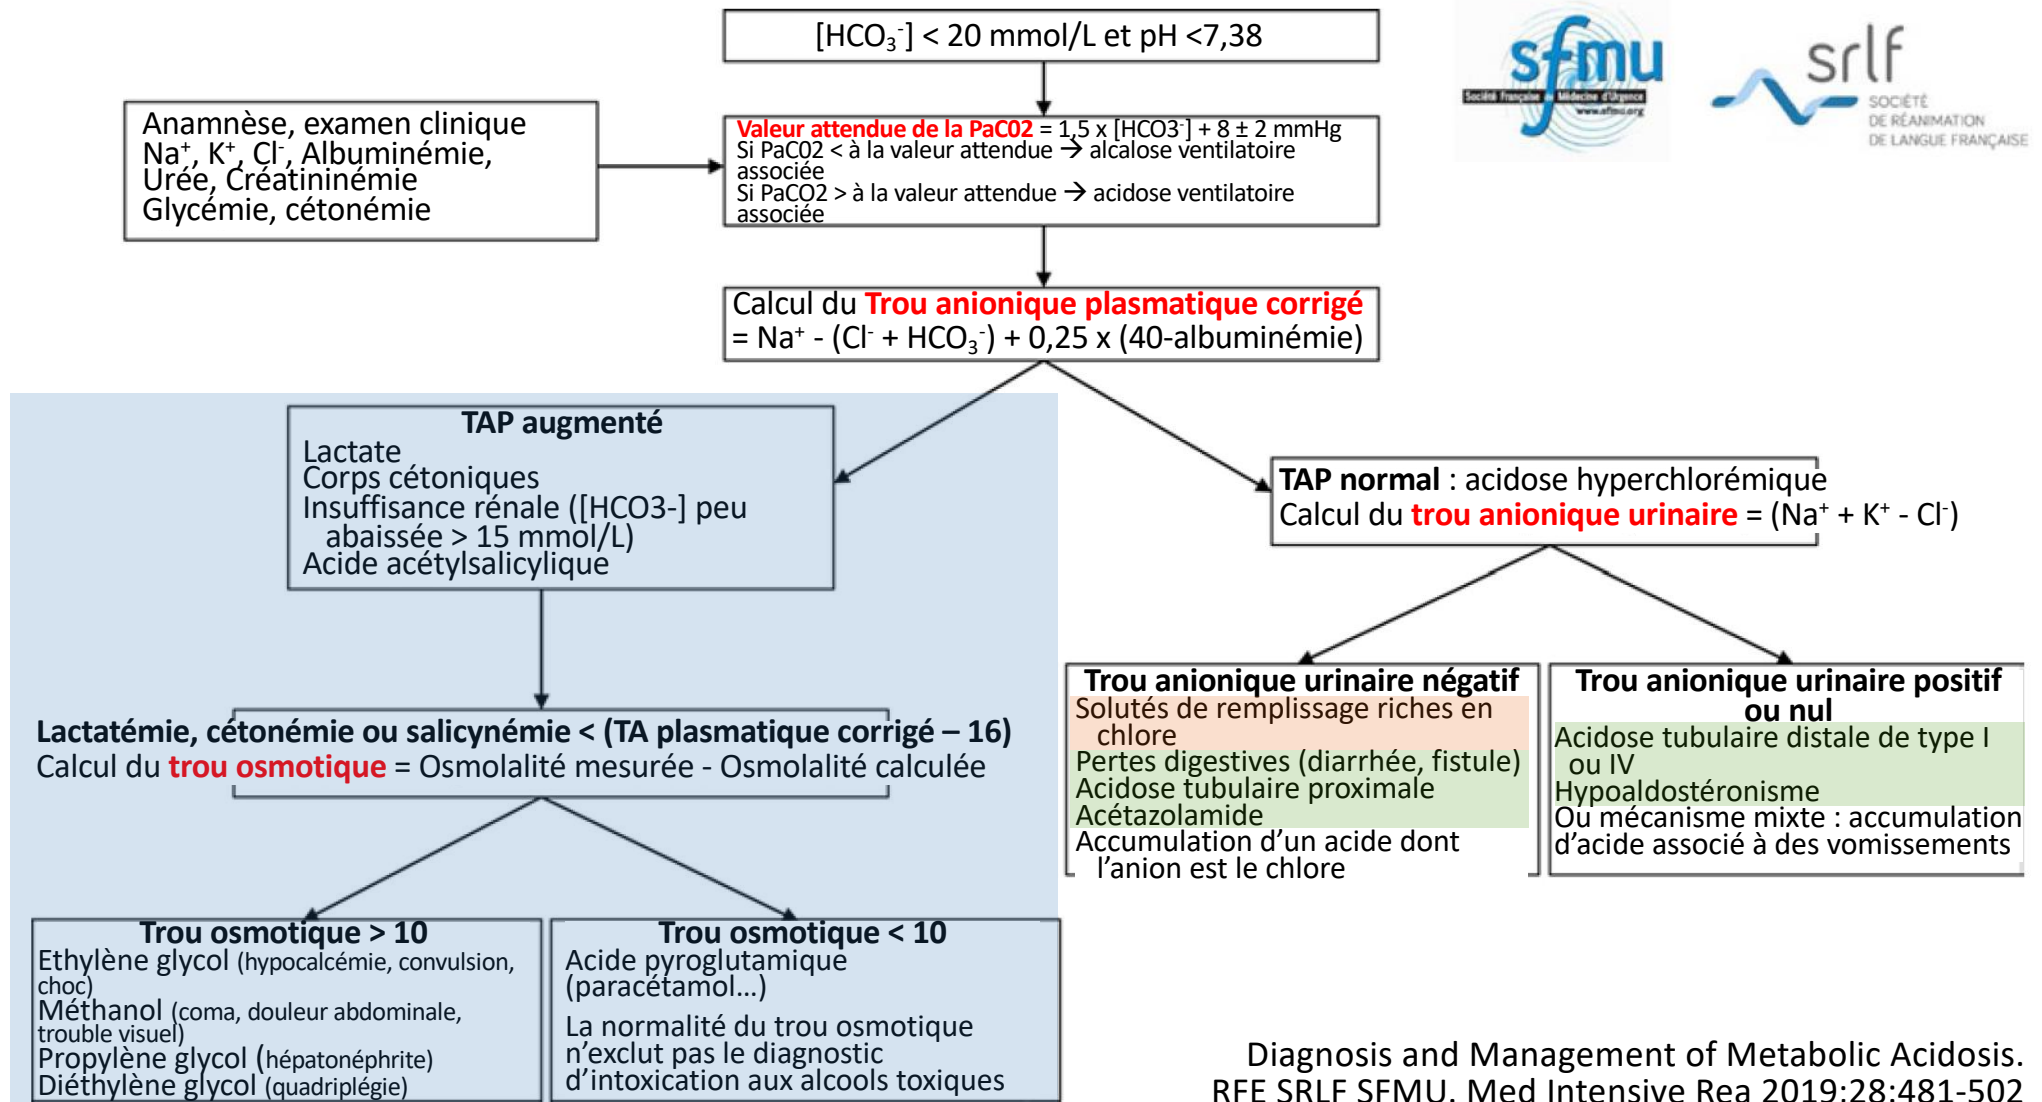 [HCO₃⁻] < 20 mmol/L et pH <7,38
sfmu
Société Française de Médecine d'Urgence
www.sfmu.org
srlf
SOCIÉTÉ
DE RÉANIMATION
DE LANGUE FRANÇAISE
Anamnèse, examen clinique
Na⁺, K⁺, Cl⁻, Albuminémie,
Urée, Créatininémie
Glycémie, cétonémie
Valeur attendue de la PaC02 = 1,5 x [HCO3⁻] + 8 ± 2 mmHg
Si PaC02 < à la valeur attendue → alcalose ventilatoire
associée
Si PaCO2 > à la valeur attendue → acidose ventilatoire
associée
Calcul du Trou anionique plasmatique corrigé
= Na⁺ - (Cl⁻ + HCO₃⁻) + 0,25 x (40-albuminémie)
TAP augmenté
Lactate
Corps cétoniques
Insuffisance rénale ([HCO3-] peu
abaissée > 15 mmol/L)
Acide acétylsalicylique
TAP normal : acidose hyperchlorémique
Calcul du trou anionique urinaire = (Na⁺ + K⁺ - Cl⁻)
Lactatémie, cétonémie ou salicynémie < (TA plasmatique corrigé – 16)
Calcul du trou osmotique = Osmolalité mesurée - Osmolalité calculée
Trou anionique urinaire négatif
Solutés de remplissage riches en
chlore
Pertes digestives (diarrhée, fistule)
Acidose tubulaire proximale
Acétazolamide
Accumulation d'un acide dont
l'anion est le chlore
Trou anionique urinaire positif
ou nul
Acidose tubulaire distale de type I
ou IV
Hypoaldostéronisme
Ou mécanisme mixte : accumulation
d'acide associé à des vomissements
Trou osmotique > 10
Ethylène glycol (hypocalcémie, convulsion,
choc)
Méthanol (coma, douleur abdominale,
trouble visuel)
Propylène glycol (hépatonéphrite)
Diéthylène glycol (quadriplégie)
Trou osmotique < 10
Acide pyroglutamique
(paracétamol...)
La normalité du trou osmotique
n'exclut pas le diagnostic
d'intoxication aux alcools toxiques
Diagnosis and Management of Metabolic Acidosis.
RFE SRLF SFMU. Med Intensive Rea 2019;28:481-502